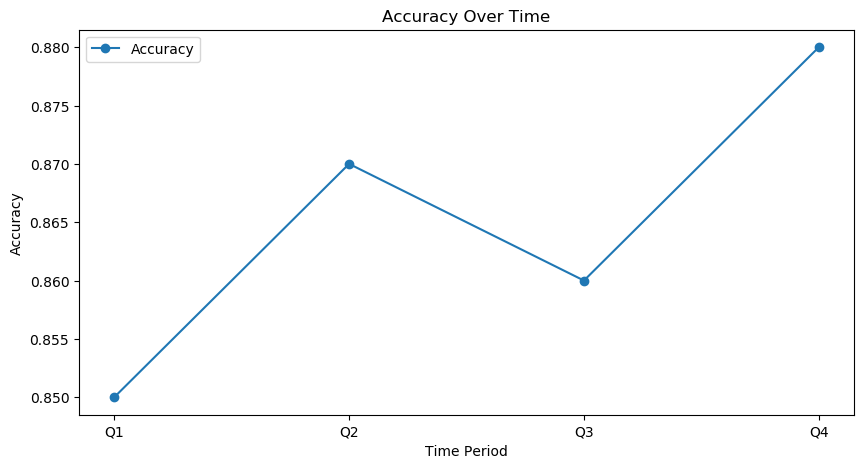 Accuracy Over Time
Accuracy
0.880
0.875
0.870
0.865
0.860
0.855
0.850
Accuracy
Q1 Q2 Q3 Q4
Time Period